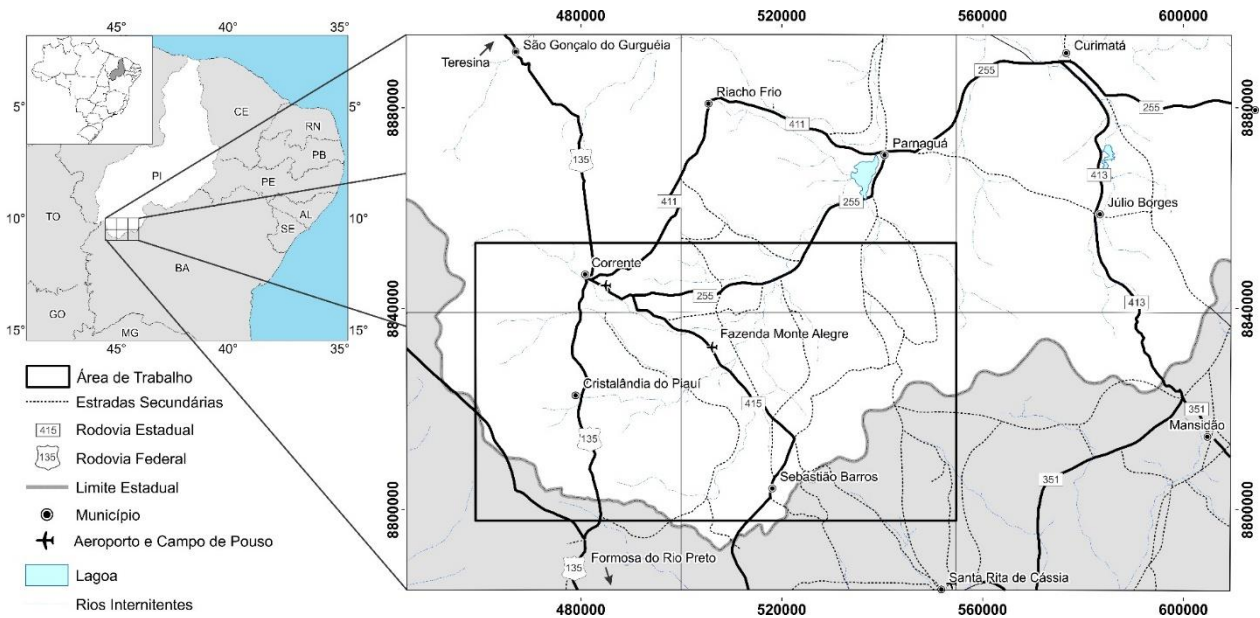 45°
40°
35°
5°
5°
10°
10°
15°
15°
45°
40°
35°
CE
RN
PB
PI
PE
AL
SE
TO
BA
GO
MG
Área de Trabalho
Estradas Secundárias
415
Rodovia Estadual
135
Rodovia Federal
Limite Estadual
Município
Aeroporto e Campo de Pouso
Lagoa
Rios Internitentes
480000
520000
560000
600000
8880000
8840000
8800000
São Gonçalo do Gurguéia
Teresina
Curimatá
255
Riacho Frio
255
411
Parnaguá
135
413
411
255
Júlio Borges
Corrente
255
413
Fazenda Monte Alegre
Cristalândia do Piauí
415
351
Mansidão
135
Sebastião Barros
351
Formosa do Rio Preto
135
Santa Rita de Cássia
8880000
8840000
8800000
480000
520000
560000
600000